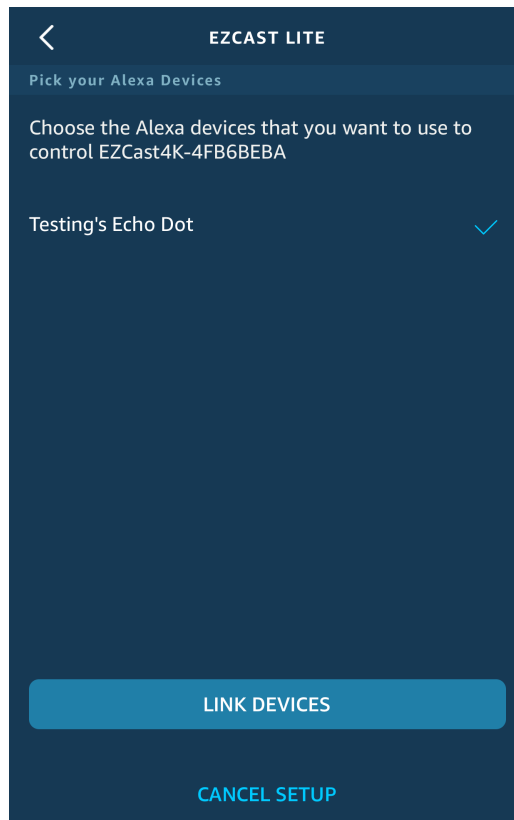 EZCAST LITE
Pick your Alexa Devices
Choose the Alexa devices that you want to use to
control EZCast4K-4FB6BEBA
Testing's Echo Dot
LINK DEVICES
CANCEL SETUP